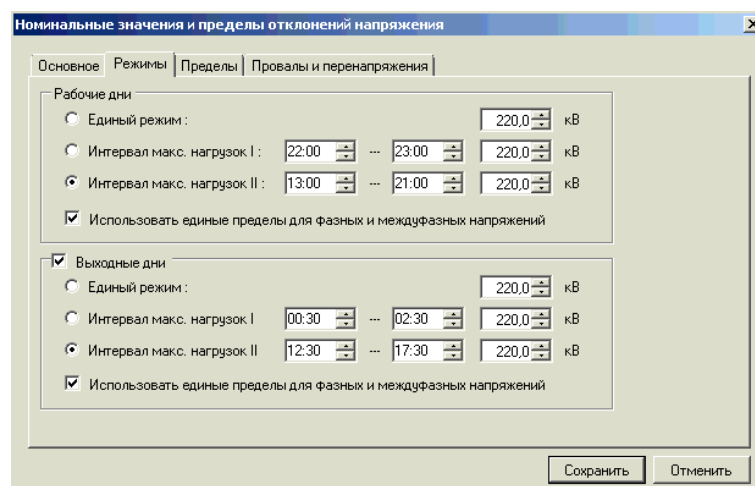 Номинальные значения и пределы отклонений напряжения
Основное Режимы Пределы Провалы и перенапряжения
Рабочие дни
Единый режим : 220,0 кВ
Интервал макс. нагрузок I : 22:00 --- 23:00 220,0 кВ
Интервал макс. нагрузок II : 13:00 --- 21:00 220,0 кВ
Использовать единые пределы для фазных и междуфазных напряжений
Выходные дни
Единый режим : 220,0 кВ
Интервал макс. нагрузок I 00:30 --- 02:30 220,0 кВ
Интервал макс. нагрузок II 12:30 --- 17:30 220,0 кВ
Использовать единые пределы для фазных и междуфазных напряжений
Сохранить Отменить